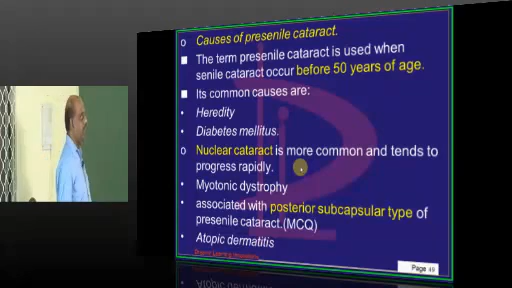 Causes of presenile cataract.
The term presenile cataract is used when
senile cataract occur before 50 years of age.
Its common causes are:
Heredity
Diabetes mellitus.
Nuclear cataract is more common and tends to
progress rapidly.
Myotonic dystrophy
associated with posterior subcapsular type of
presenile cataract.(MCQ)
Atopic dermatitis
Page 49